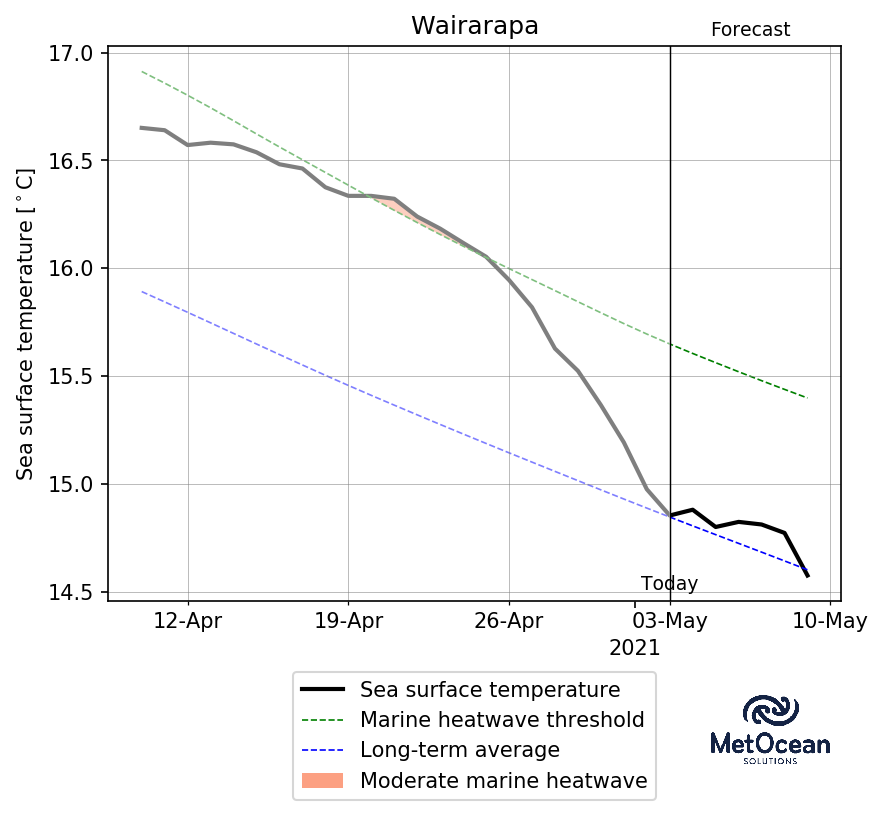 Wairarapa
Forecast
Sea surface temperature [°C]
17.0
16.5
16.0
15.5
15.0
14.5
Today
12-Apr 19-Apr 26-Apr 03-May 10-May
2021
Sea surface temperature
Marine heatwave threshold
Long-term average
Moderate marine heatwave
MetOcean
SOLUTIONS